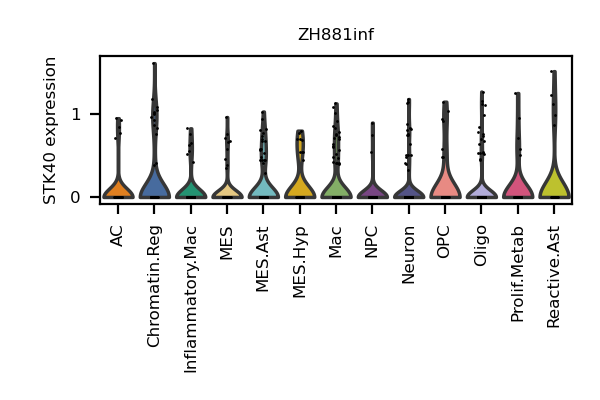 ZH881inf
STK40 expression
1
0
AC
Chromatin.Reg
Inflammatory.Mac
MES
MES.Ast
MES.Hyp
Mac
NPC
Neuron
OPC
Oligo
Prolif.Metab
Reactive.Ast